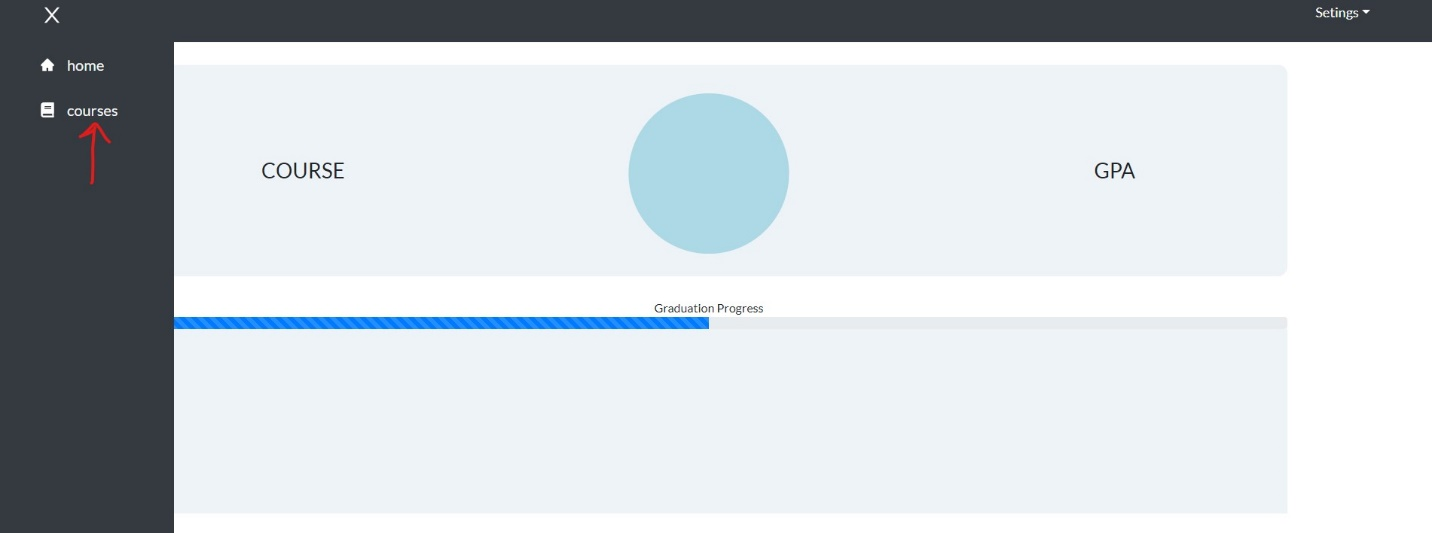 X
Setings
home
courses
COURSE
GPA
Graduation Progress